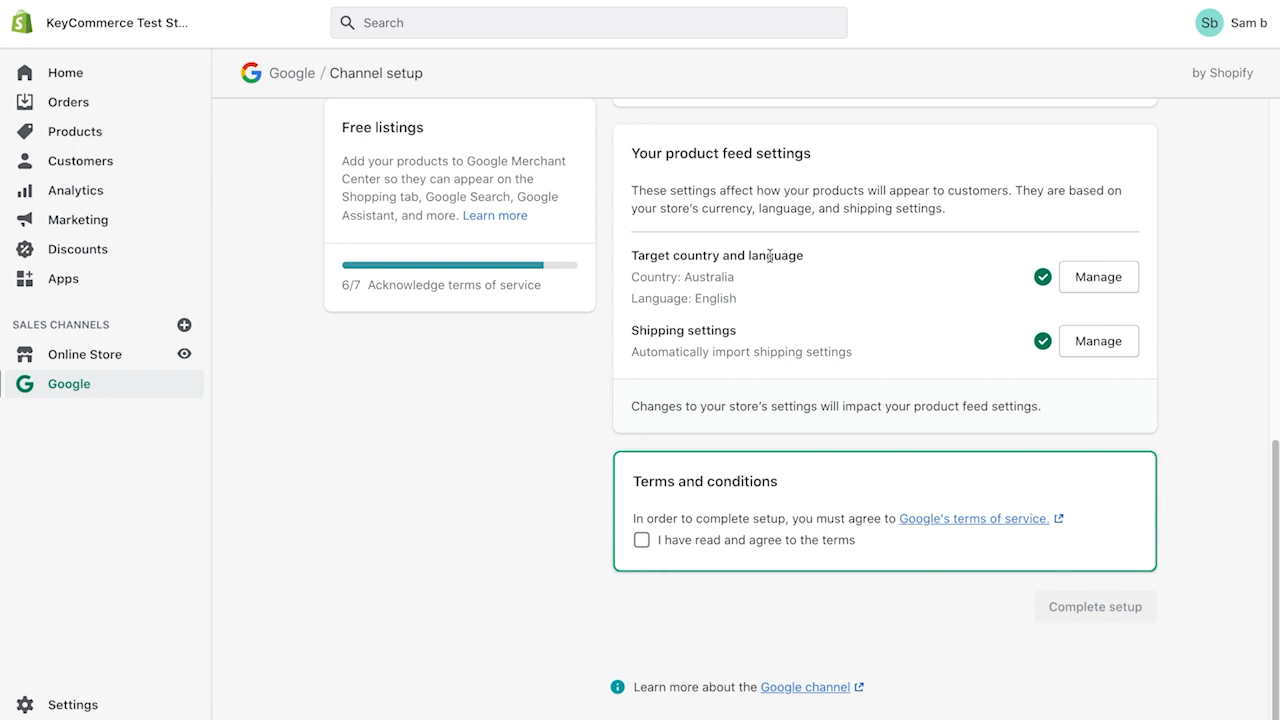 KeyCommerce Test St...
Search
Sb
Sam b
Home
Orders
Products
Customers
Analytics
Marketing
Discounts
Apps
SALES CHANNELS
Online Store
Google
Settings
Google / Channel setup
by Shopify
Free listings
Add your products to Google Merchant
Center so they can appear on the
Shopping tab, Google Search, Google
Assistant, and more. Learn more
6/7 Acknowledge terms of service
Your product feed settings
These settings affect how your products will appear to customers. They are based on
your store’s currency, language, and shipping settings.
Target country and language
Country: Australia
Language: English
Manage
Shipping settings
Automatically import shipping settings
Manage
Changes to your store’s settings will impact your product feed settings.
Terms and conditions
In order to complete setup, you must agree to Google's terms of service.
I have read and agree to the terms
Complete setup
Learn more about the Google channel